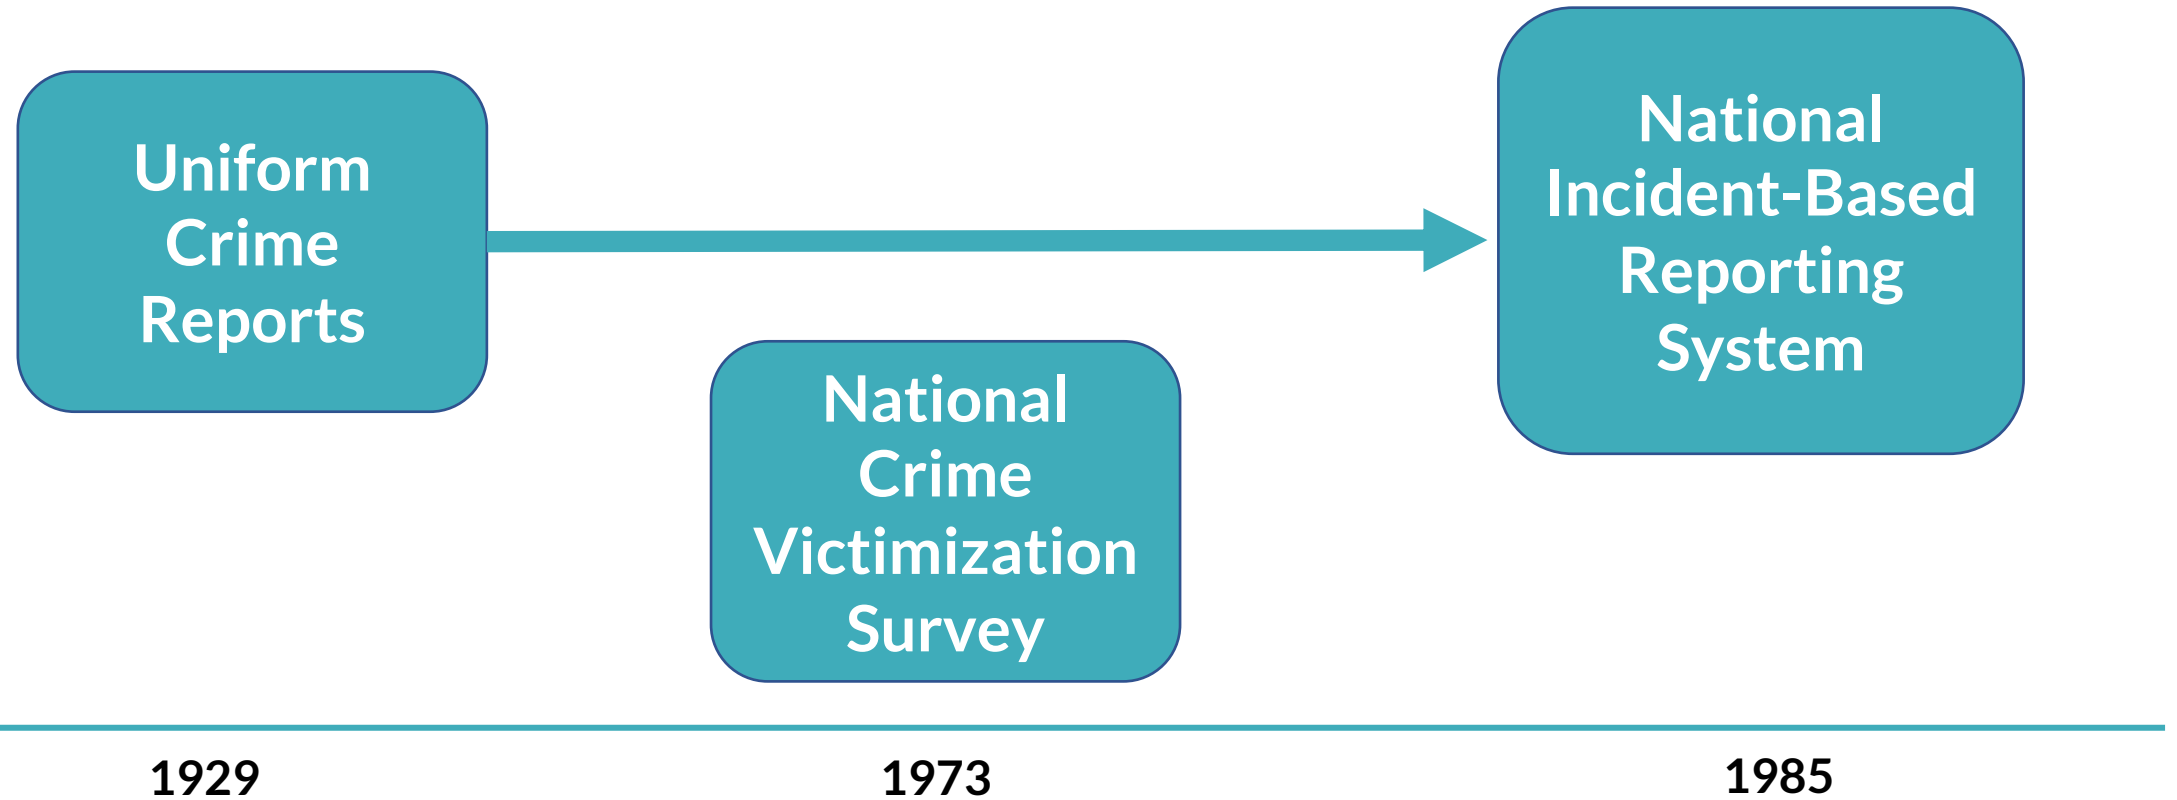 Uniform
Crime
Reports
National
Crime
Victimization
Survey
National
Incident-Based
Reporting
System
1929
1973
1985